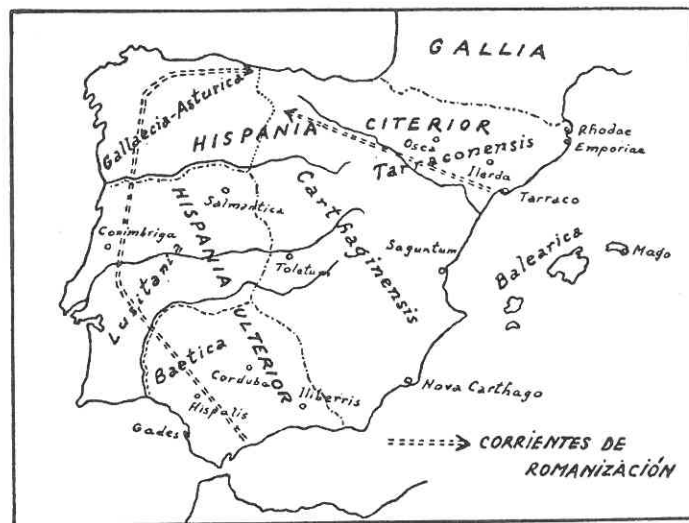 GALLIA
Gallaecia-Asturica
HISPANIA
CITERIOR
Osca
Tarraconensis
Ilerda
Rhodae
Emporiae
Tarraco
HISPANIA
Salmantica
Carthaginensis
Conimbriga
Lusitania
Toletum
Saguntum
Balearica
Mago
ULTERIOR
Baetica
Corduba
Iliberris
Hispalis
Nova Carthago
Gades
CORRIENTES DE
ROMANIZACIÓN